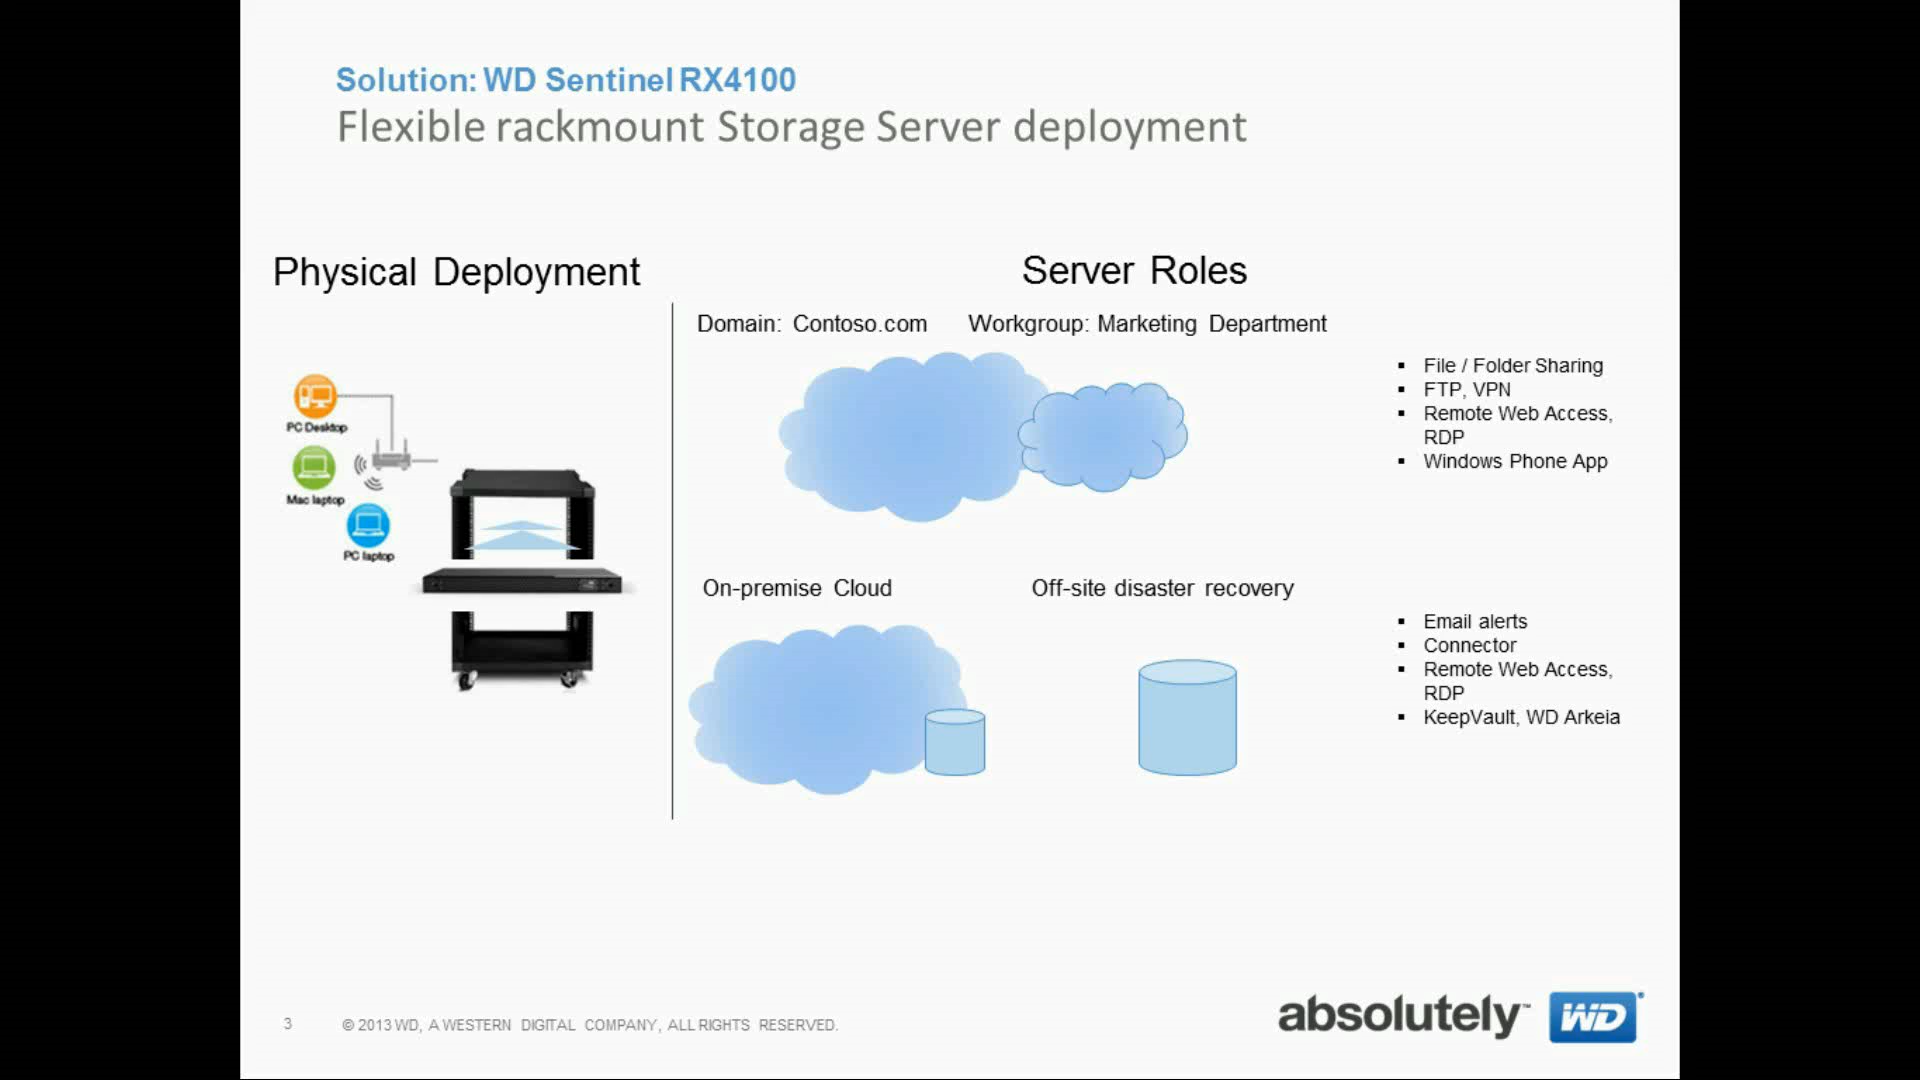 Solution: WD Sentinel RX4100
Flexible rackmount Storage Server deployment
Physical Deployment
PC Desktop
Mac laptop
PC laptop
Server Roles
Domain: Contoso.com
Workgroup: Marketing Department
▪ File / Folder Sharing
▪ FTP, VPN
▪ Remote Web Access,
RDP
▪ Windows Phone App
On-premise Cloud
Off-site disaster recovery
▪ Email alerts
▪ Connector
▪ Remote Web Access,
RDP
▪ KeepVault, WD Arkeia
3
© 2013 WD, A WESTERN DIGITAL COMPANY, ALL RIGHTS RESERVED.
absolutely™ WD